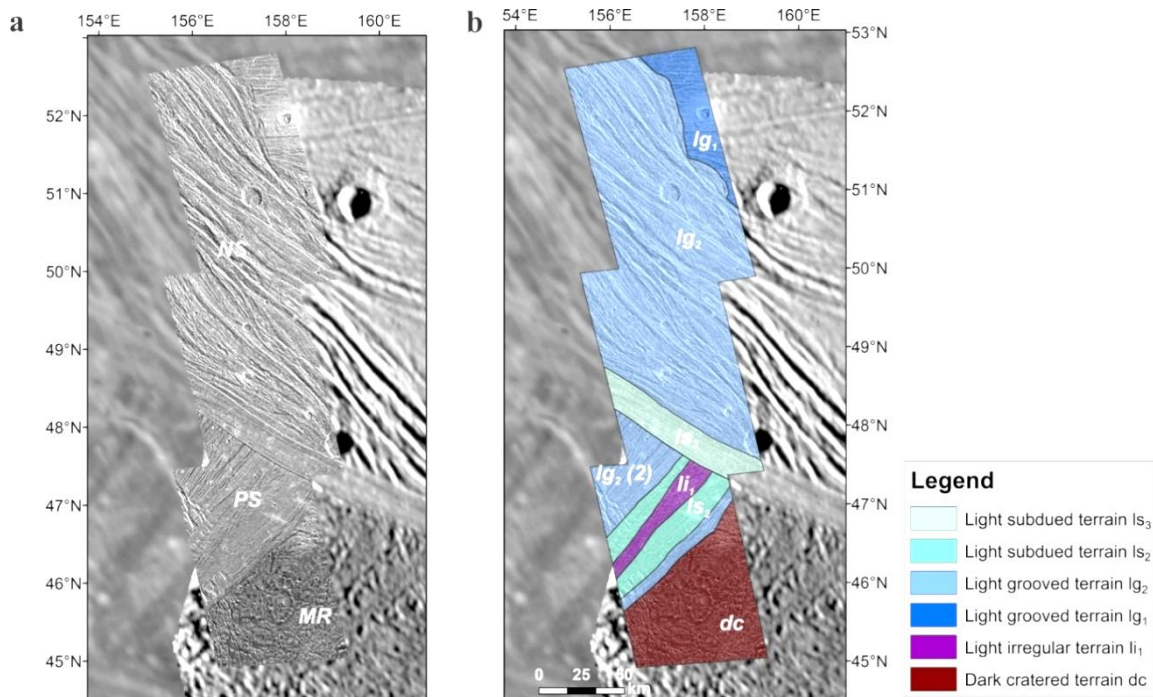 a
154°E 156°E 158°E 160°E
52°N
51°N
50°N
49°N
48°N
47°N
46°N
45°N
NS
PS
MR
b
54°E 156°E 158°E 160°E
53°N
52°N
51°N
50°N
49°N
48°N
47°N
46°N
45°N
lg₁
lg₂
lg₂ (2)
li₁
ls₂
dc
0 25 50
km
Legend
Light subdued terrain ls₃
Light subdued terrain ls₂
Light grooved terrain lg₂
Light grooved terrain lg₁
Light irregular terrain li₁
Dark cratered terrain dc